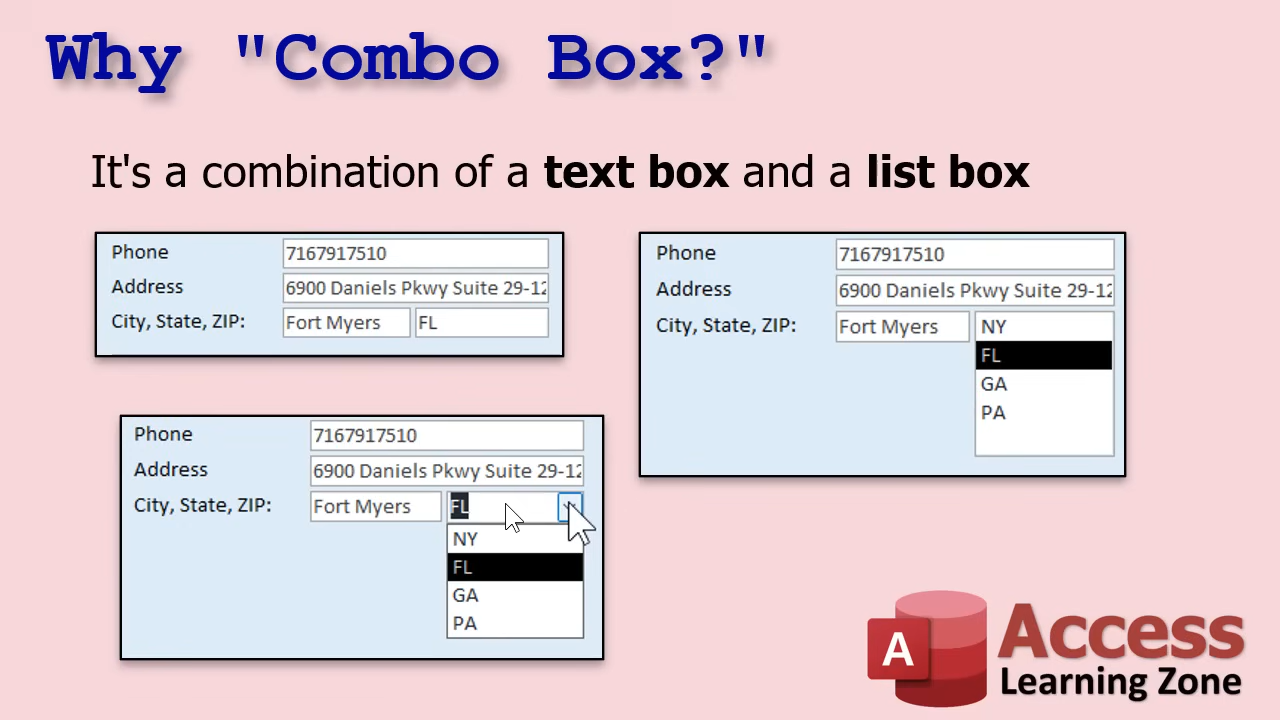 Why "Combo Box?"
It's a combination of a text box and a list box
Phone 7167917510
Address 6900 Daniels Pkwy Suite 29-12
City, State, ZIP: Fort Myers FL
Phone 7167917510
Address 6900 Daniels Pkwy Suite 29-12
City, State, ZIP: Fort Myers NY
FL
GA
PA
Phone 7167917510
Address 6900 Daniels Pkwy Suite 29-12
City, State, ZIP: Fort Myers FL
NY
FL
GA
PA
A Access
Learning Zone